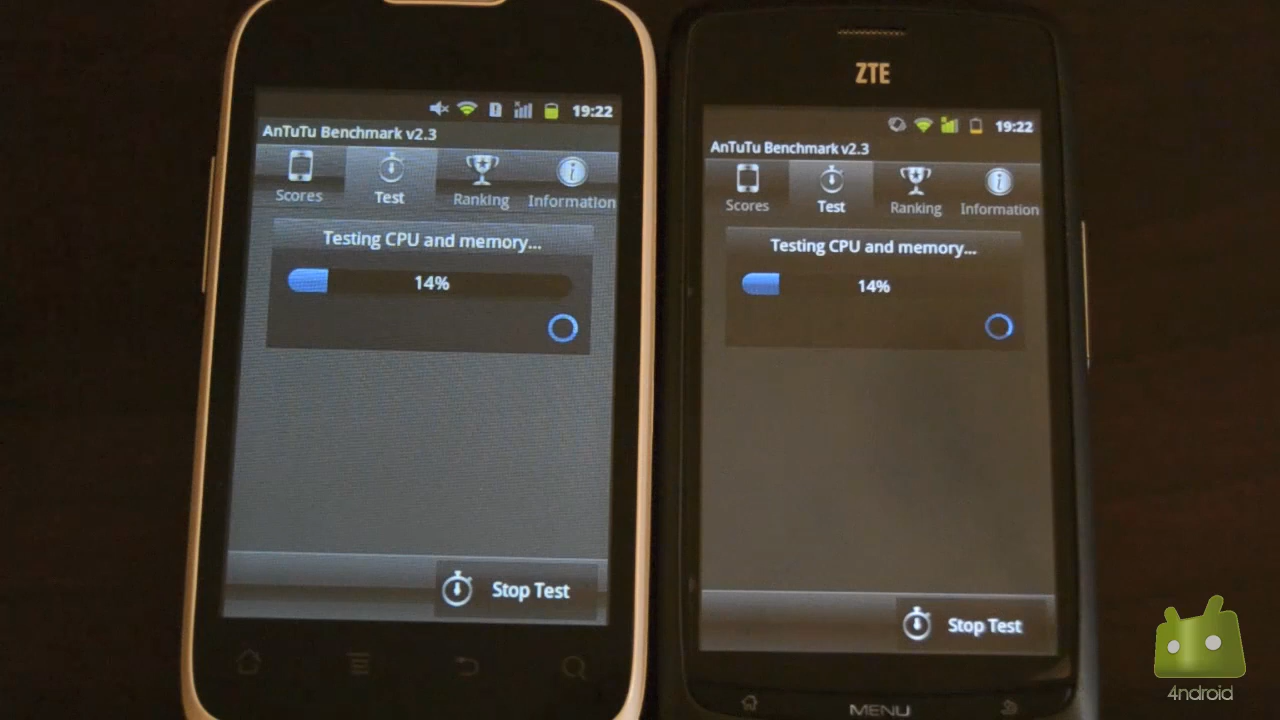 19:22
AnTuTu Benchmark v2.3
Scores
Test
Ranking
Information
Testing CPU and memory...
14%
Stop Test
ZTE
19:22
AnTuTu Benchmark v2.3
Scores
Test
Ranking
Information
Testing CPU and memory...
14%
Stop Test
MENU
4ndroid